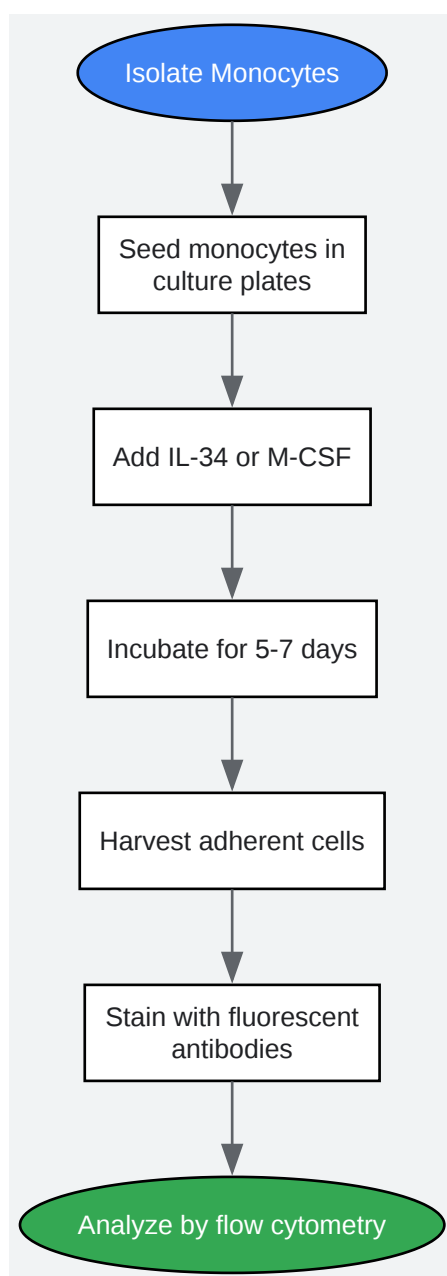 Isolate Monocytes
Seed monocytes in
culture plates
Add IL-34 or M-CSF
Incubate for 5-7 days
Harvest adherent cells
Stain with fluorescent
antibodies
Analyze by flow cytometry